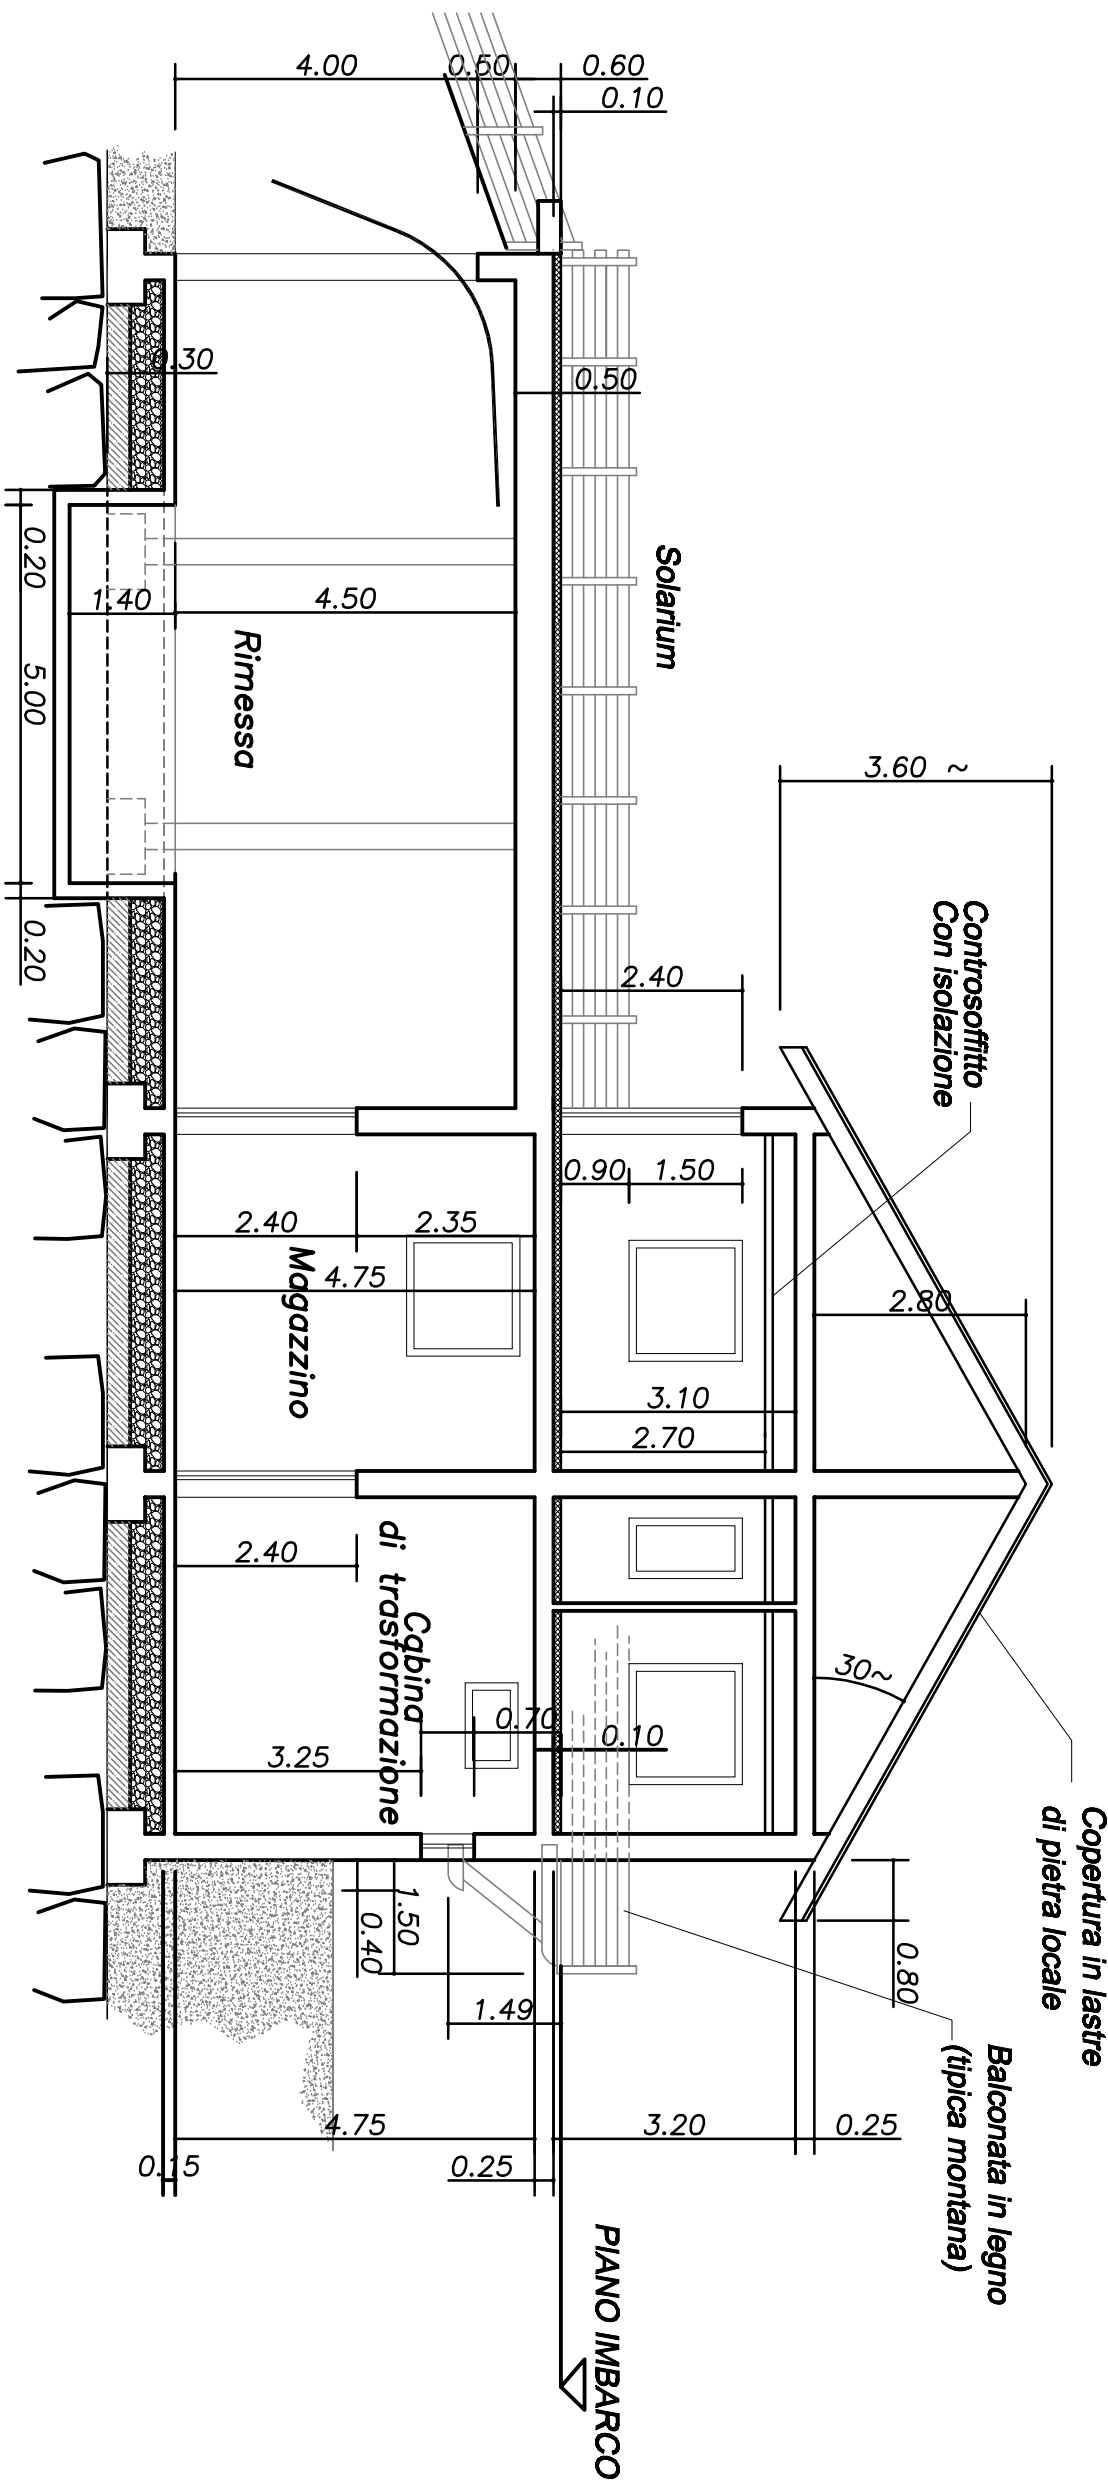 4.00
0.50
0.60
0.10
0.30
0.50
0.20
1.40
4.50
5.00
Solarium
Rimessa
3.60 ~
0.20
2.40
Controsoffitto
Con isolazione
0.90
1.50
2.40
2.35
4.75
Magazzino
2.80
3.10
2.70
2.40
Cabina
di trasformazione
30~
0.70
0.10
3.25
Copertura in lastre
di pietra locale
1.50
0.40
0.80
1.49
Balconata in legno
(tipica montana)
4.75
3.20
0.25
0.15
0.25
PIANO IMBARCO